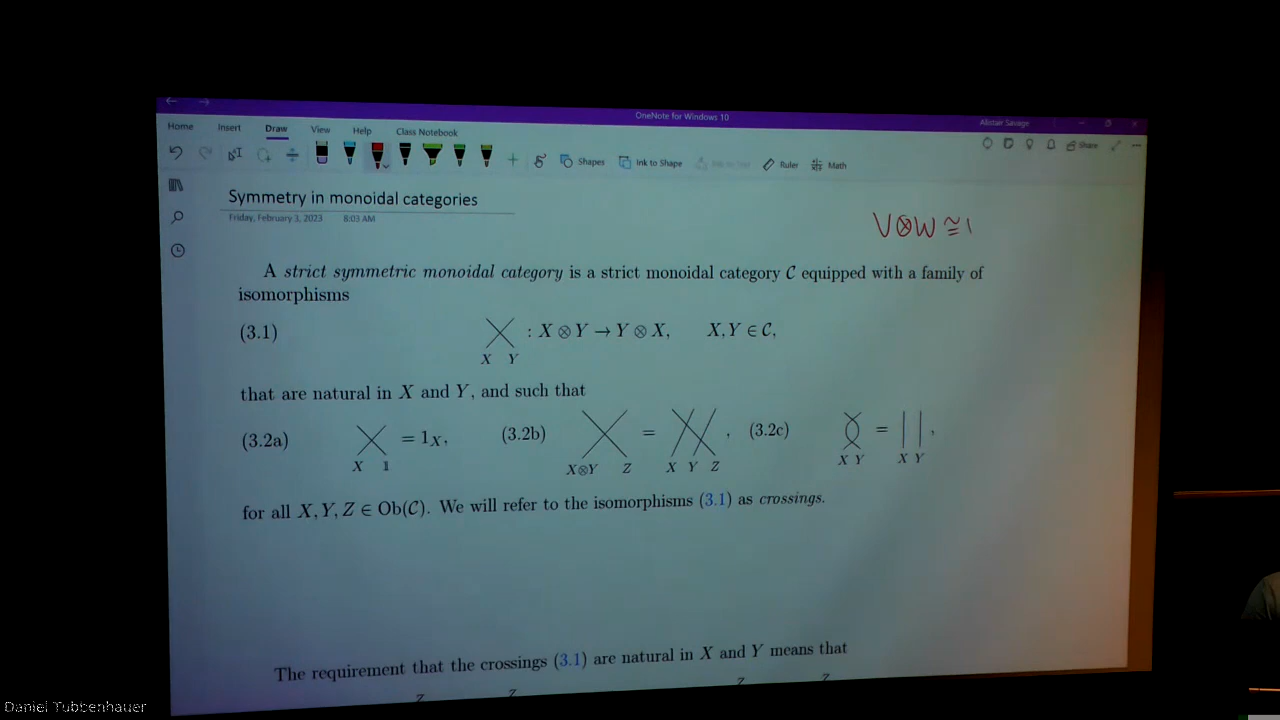 OneNote for Windows 10
Alistair Savage
Home Insert Draw View Help Class Notebook
Shapes Ink to Shape Ruler Math Share
Symmetry in monoidal categories
Friday, February 3, 2023 8:03 AM
V⊗W ≅
A strict symmetric monoidal category is a strict monoidal category 𝒞 equipped with a family of
isomorphisms
(3.1) : X ⊗ Y → Y ⊗ X, X, Y ∈ 𝒞,
X Y
that are natural in X and Y, and such that
(3.2a) = 1_X, (3.2b) = , (3.2c) = ,
X 𝟙 X⊗Y Z X Y Z X Y X Y
for all X, Y, Z ∈ Ob(𝒞). We will refer to the isomorphisms (3.1) as crossings.
The requirement that the crossings (3.1) are natural in X and Y means that
Z Z Z Z
Daniel Tubbenhauer